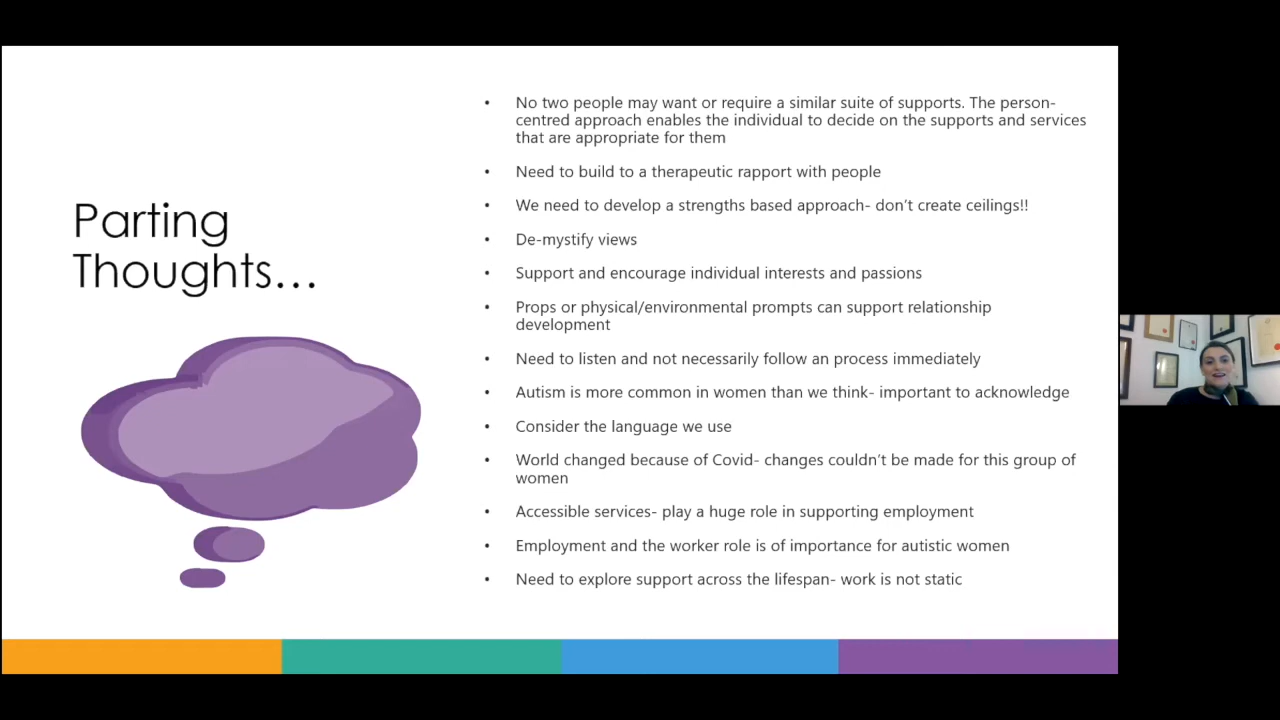 Parting
Thoughts…
• No two people may want or require a similar suite of supports. The person-
centred approach enables the individual to decide on the supports and services
that are appropriate for them
• Need to build to a therapeutic rapport with people
• We need to develop a strengths based approach- don't create ceilings!!
• De-mystify views
• Support and encourage individual interests and passions
• Props or physical/environmental prompts can support relationship
development
• Need to listen and not necessarily follow an process immediately
• Autism is more common in women than we think- important to acknowledge
• Consider the language we use
• World changed because of Covid- changes couldn't be made for this group of
women
• Accessible services- play a huge role in supporting employment
• Employment and the worker role is of importance for autistic women
• Need to explore support across the lifespan- work is not static